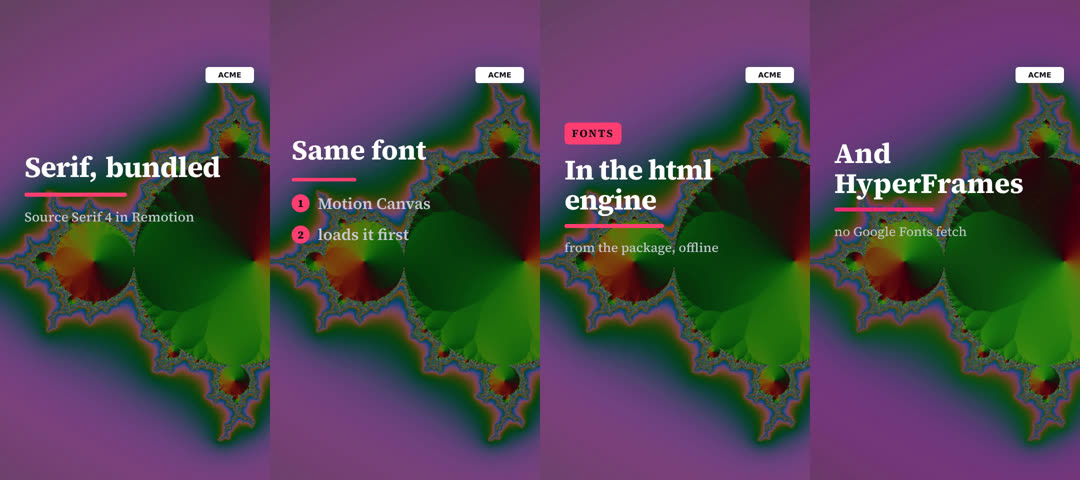 ACME
Serif, bundled
Source Serif 4 in Remotion
ACME
Same font
1 Motion Canvas
2 loads it first
ACME
FONTS
In the html
engine
from the package, offline
ACME
And
HyperFrames
no Google Fonts fetch